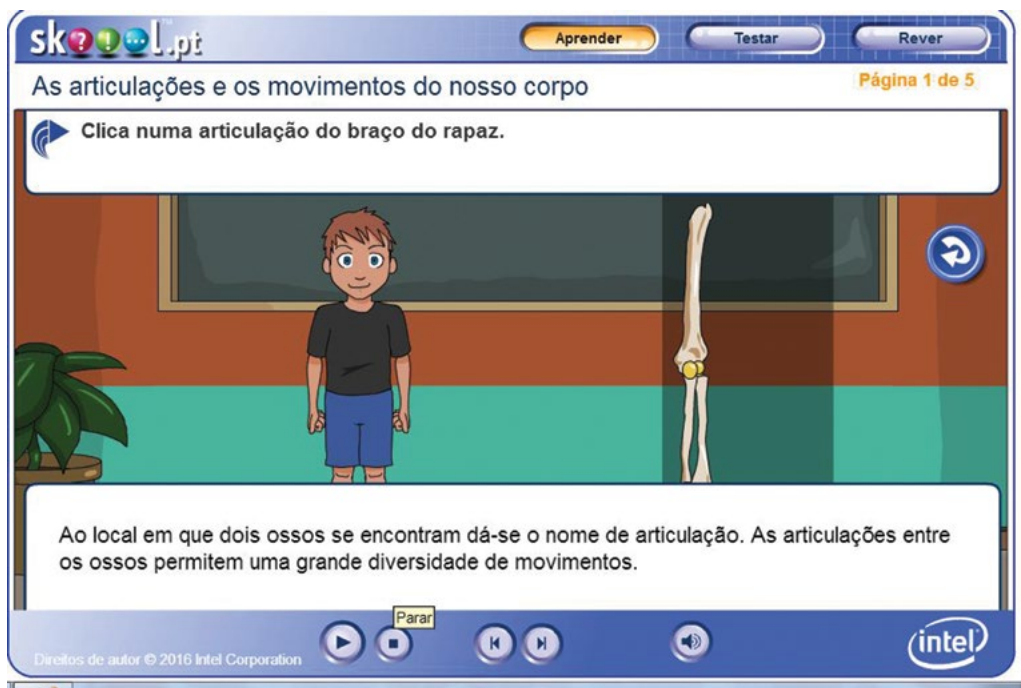 skoool.pt™
Aprender
Testar
Rever
As articulações e os movimentos do nosso corpo
Página 1 de 5
Clica numa articulação do braço do rapaz.
Ao local em que dois ossos se encontram dá-se o nome de articulação. As articulações entre
os ossos permitem uma grande diversidade de movimentos.
Parar
Direitos de autor © 2016 Intel Corporation
intel